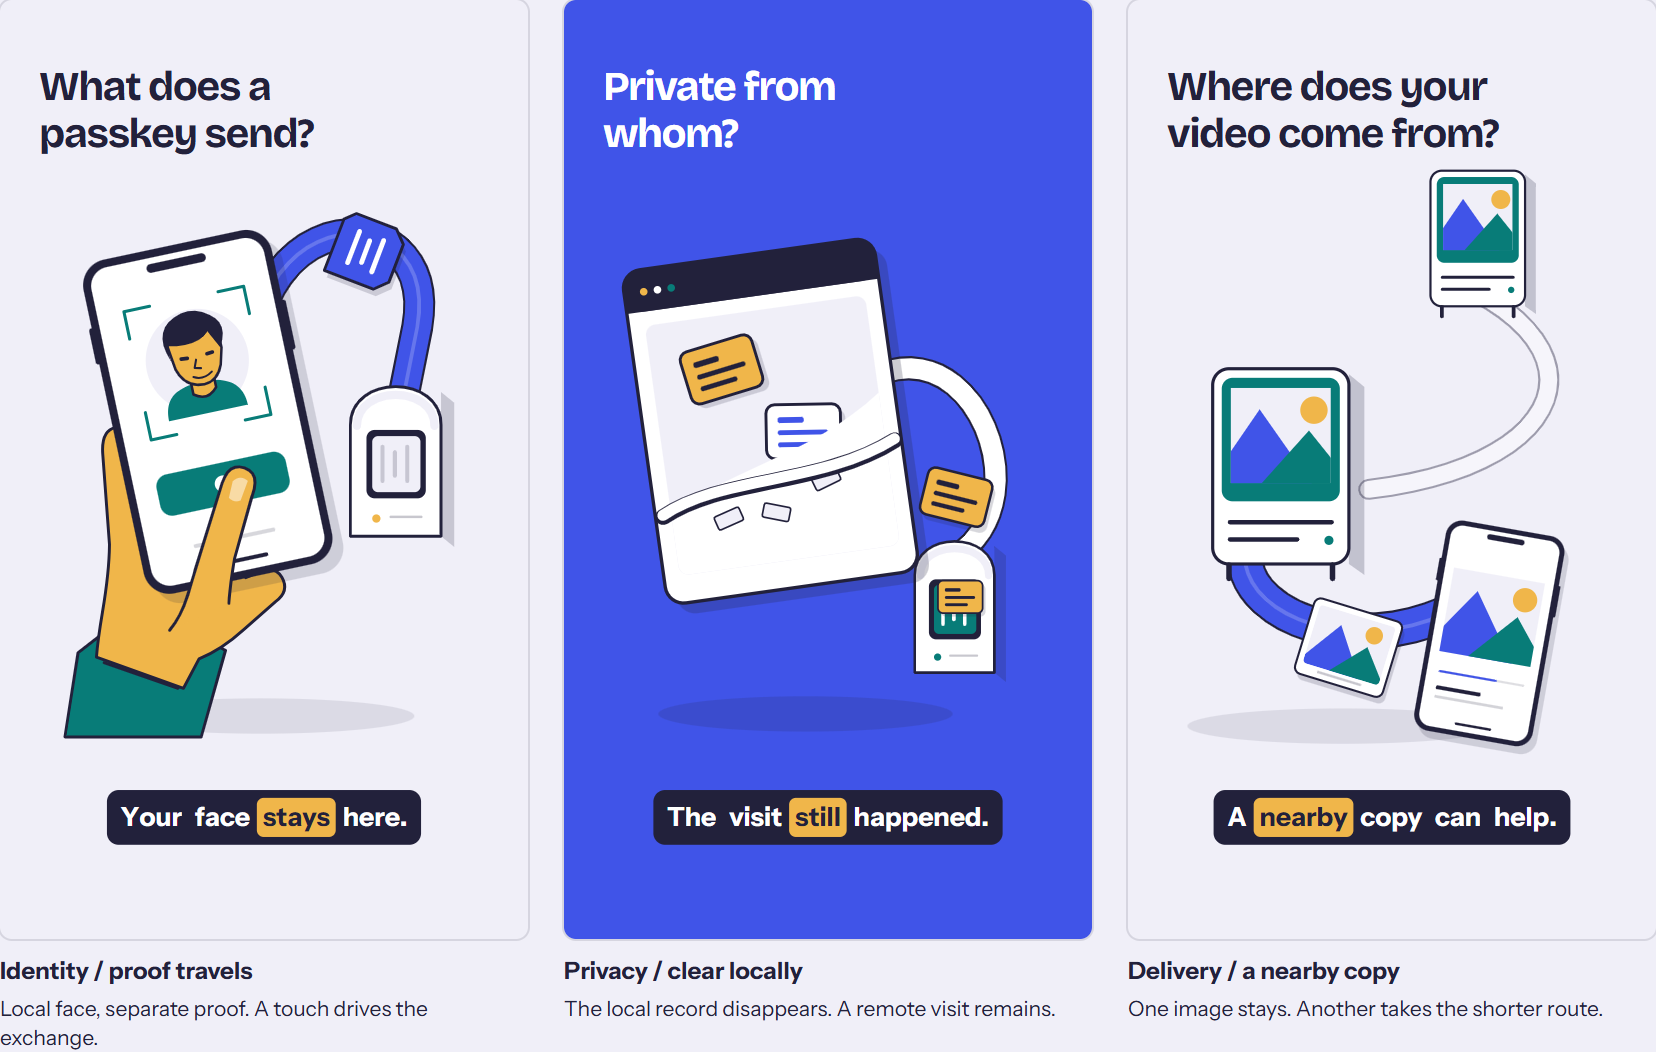 What does a
passkey send?
Your face stays here.
Identity / proof travels
Local face, separate proof. A touch drives the
exchange.
Private from
whom?
The visit still happened.
Privacy / clear locally
The local record disappears. A remote visit remains.
Where does your
video come from?
A nearby copy can help.
Delivery / a nearby copy
One image stays. Another takes the shorter route.